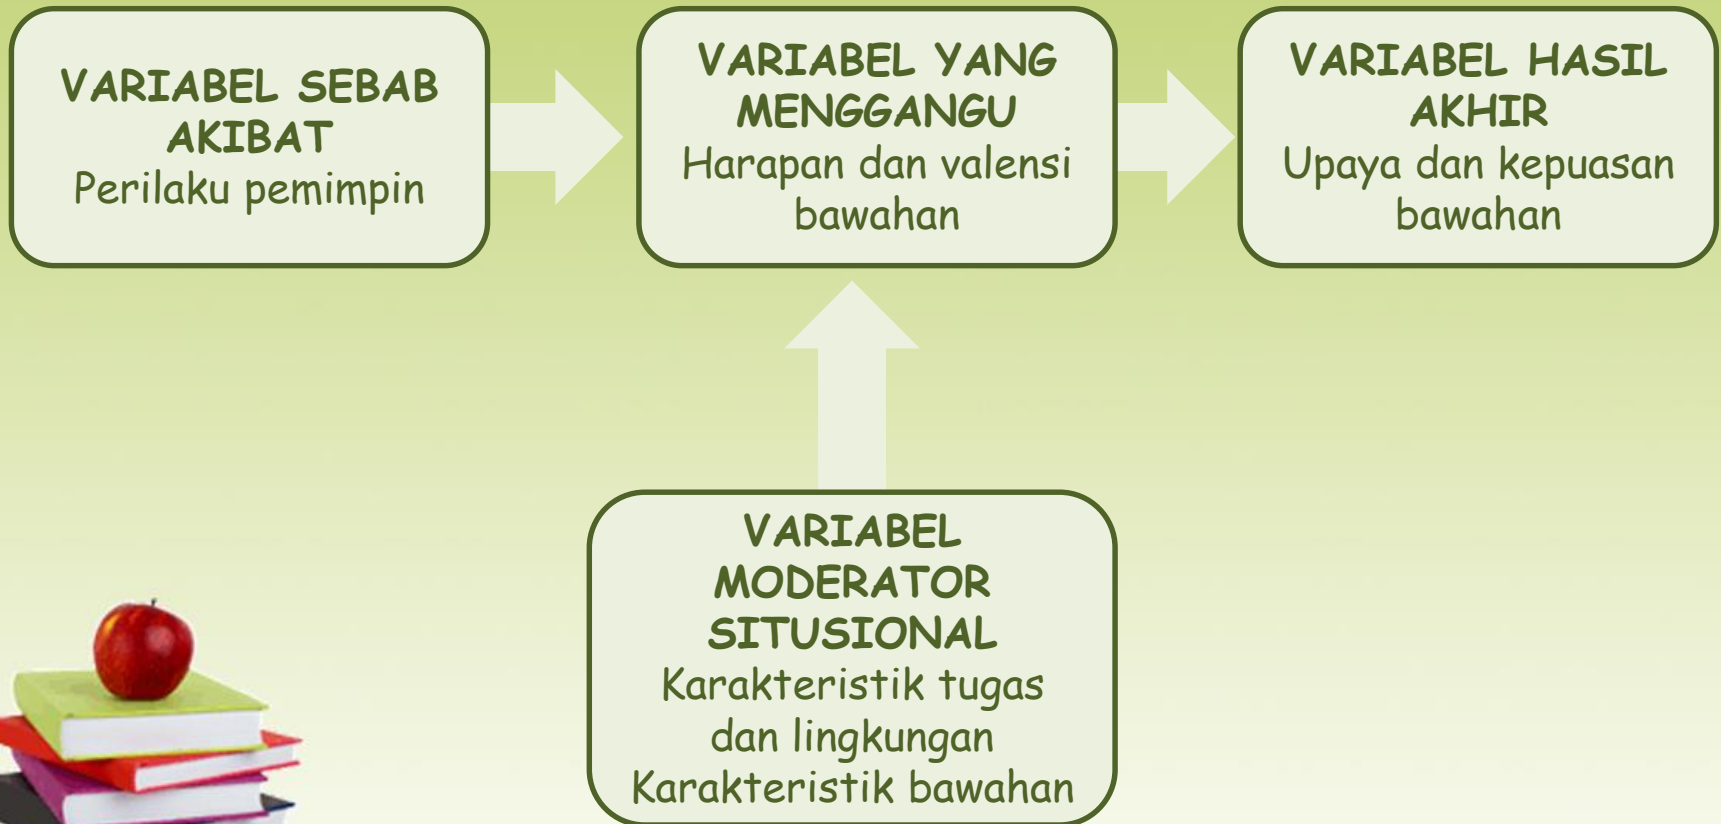 VARIABEL SEBAB
AKIBAT
Perilaku pemimpin
VARIABEL YANG
MENGGANGU
Harapan dan valensi
bawahan
VARIABEL HASIL
AKHIR
Upaya dan kepuasan
bawahan
VARIABEL
MODERATOR
SITUSIONAL
Karakteristik tugas
dan lingkungan
Karakteristik bawahan